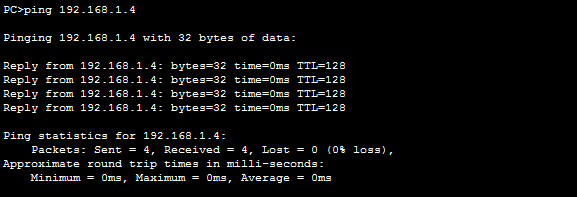 PC>ping 192.168.1.4
Pinging 192.168.1.4 with 32 bytes of data:
Reply from 192.168.1.4: bytes=32 time=0ms TTL=128
Reply from 192.168.1.4: bytes=32 time=0ms TTL=128
Reply from 192.168.1.4: bytes=32 time=0ms TTL=128
Reply from 192.168.1.4: bytes=32 time=0ms TTL=128
Ping statistics for 192.168.1.4:
Packets: Sent = 4, Received = 4, Lost = 0 (0% loss),
Approximate round trip times in milli-seconds:
Minimum = 0ms, Maximum = 0ms, Average = 0ms